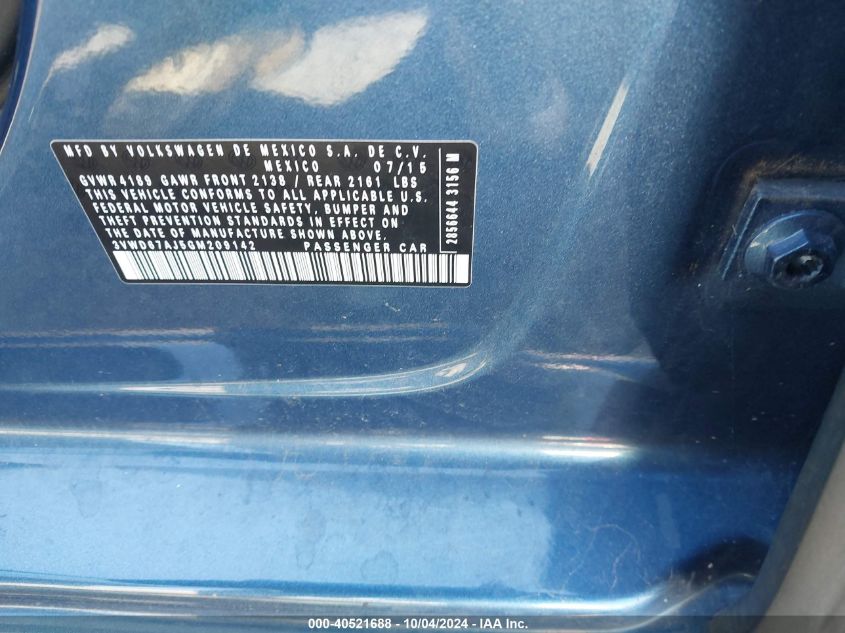 MFD BY VOLKSWAGEN DE MEXICO S.A. DE C.V.
MEXICO 07/15
GVWR 4189 GAWR FRONT 2138 / REAR 2161 LBS
THIS VEHICLE CONFORMS TO ALL APPLICABLE U.S.
FEDERAL MOTOR VEHICLE SAFETY, BUMPER AND
THEFT PREVENTION STANDARDS IN EFFECT ON
THE DATE OF MANUFACTURE SHOWN ABOVE.
3VWD67AJ5GM209142 PASSENGER CAR
2856644 3156 M
000-40521688 - 10/04/2024 - IAA Inc.